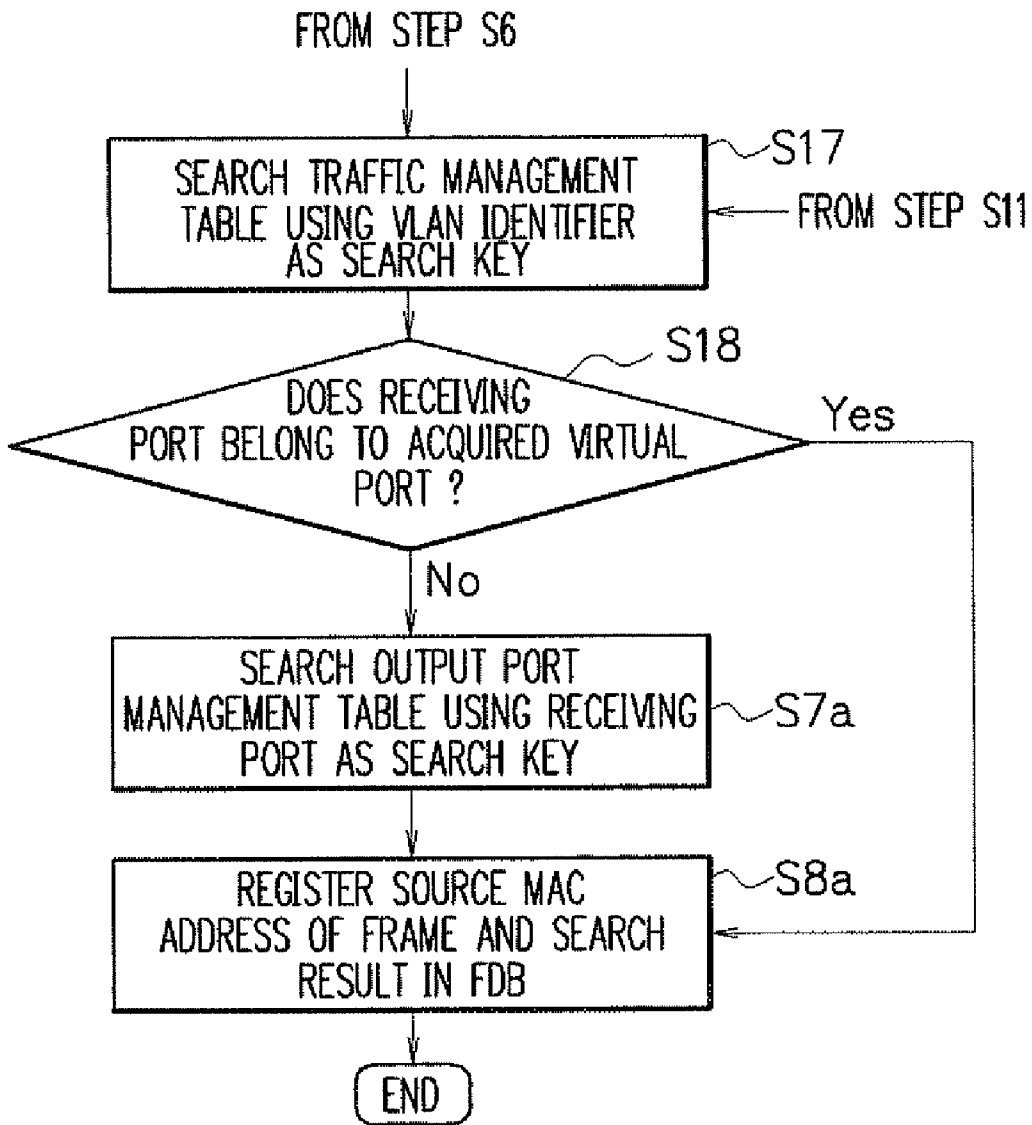 FROM STEP S6
S17
SEARCH TRAFFIC MANAGEMENT
TABLE USING VLAN IDENTIFIER
AS SEARCH KEY
FROM STEP S11
S18
DOES RECEIVING
PORT BELONG TO ACQUIRED VIRTUAL
PORT ?
Yes
No
SEARCH OUTPUT PORT
MANAGEMENT TABLE USING RECEIVING
PORT AS SEARCH KEY
S7a
REGISTER SOURCE MAC
ADDRESS OF FRAME AND SEARCH
RESULT IN FDB
S8a
END